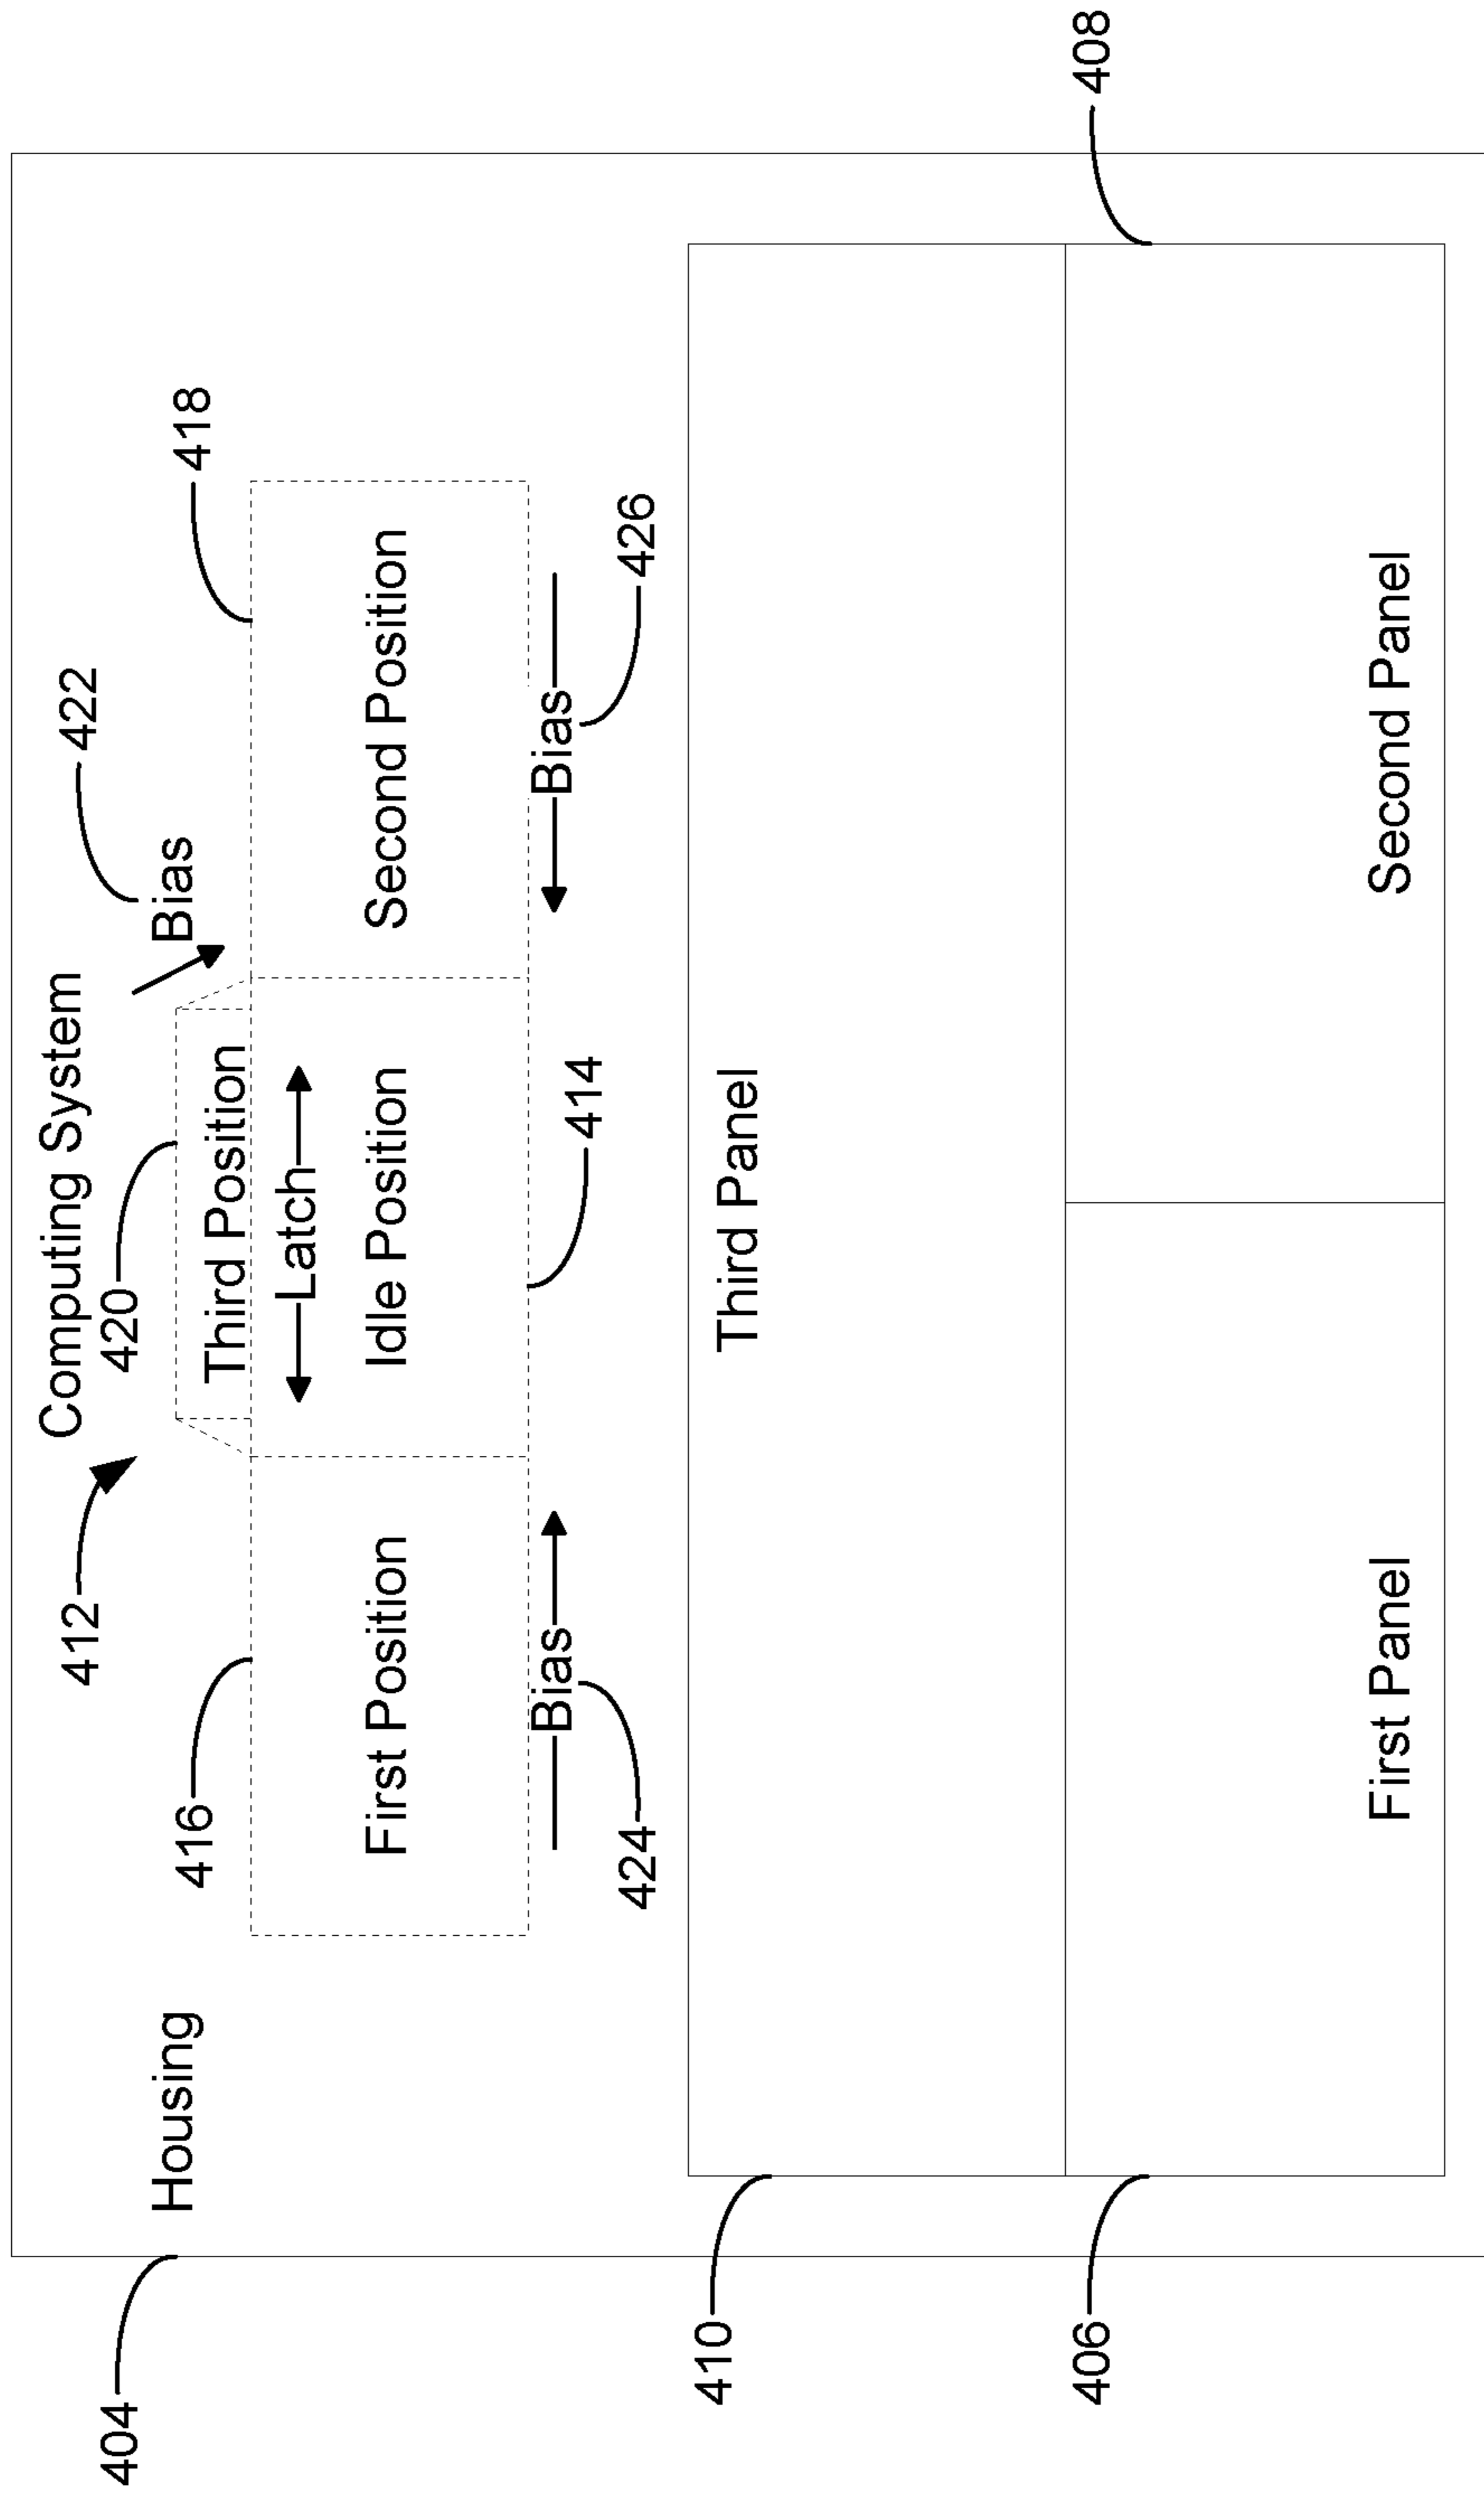 Computing System
422
418
412
420
Bias
Housing
416
404
Third Position
Latch
First Position
Idle Position
Second Position
Bias
Bias
414
426
424
Third Panel
410
408
406
First Panel
Second Panel